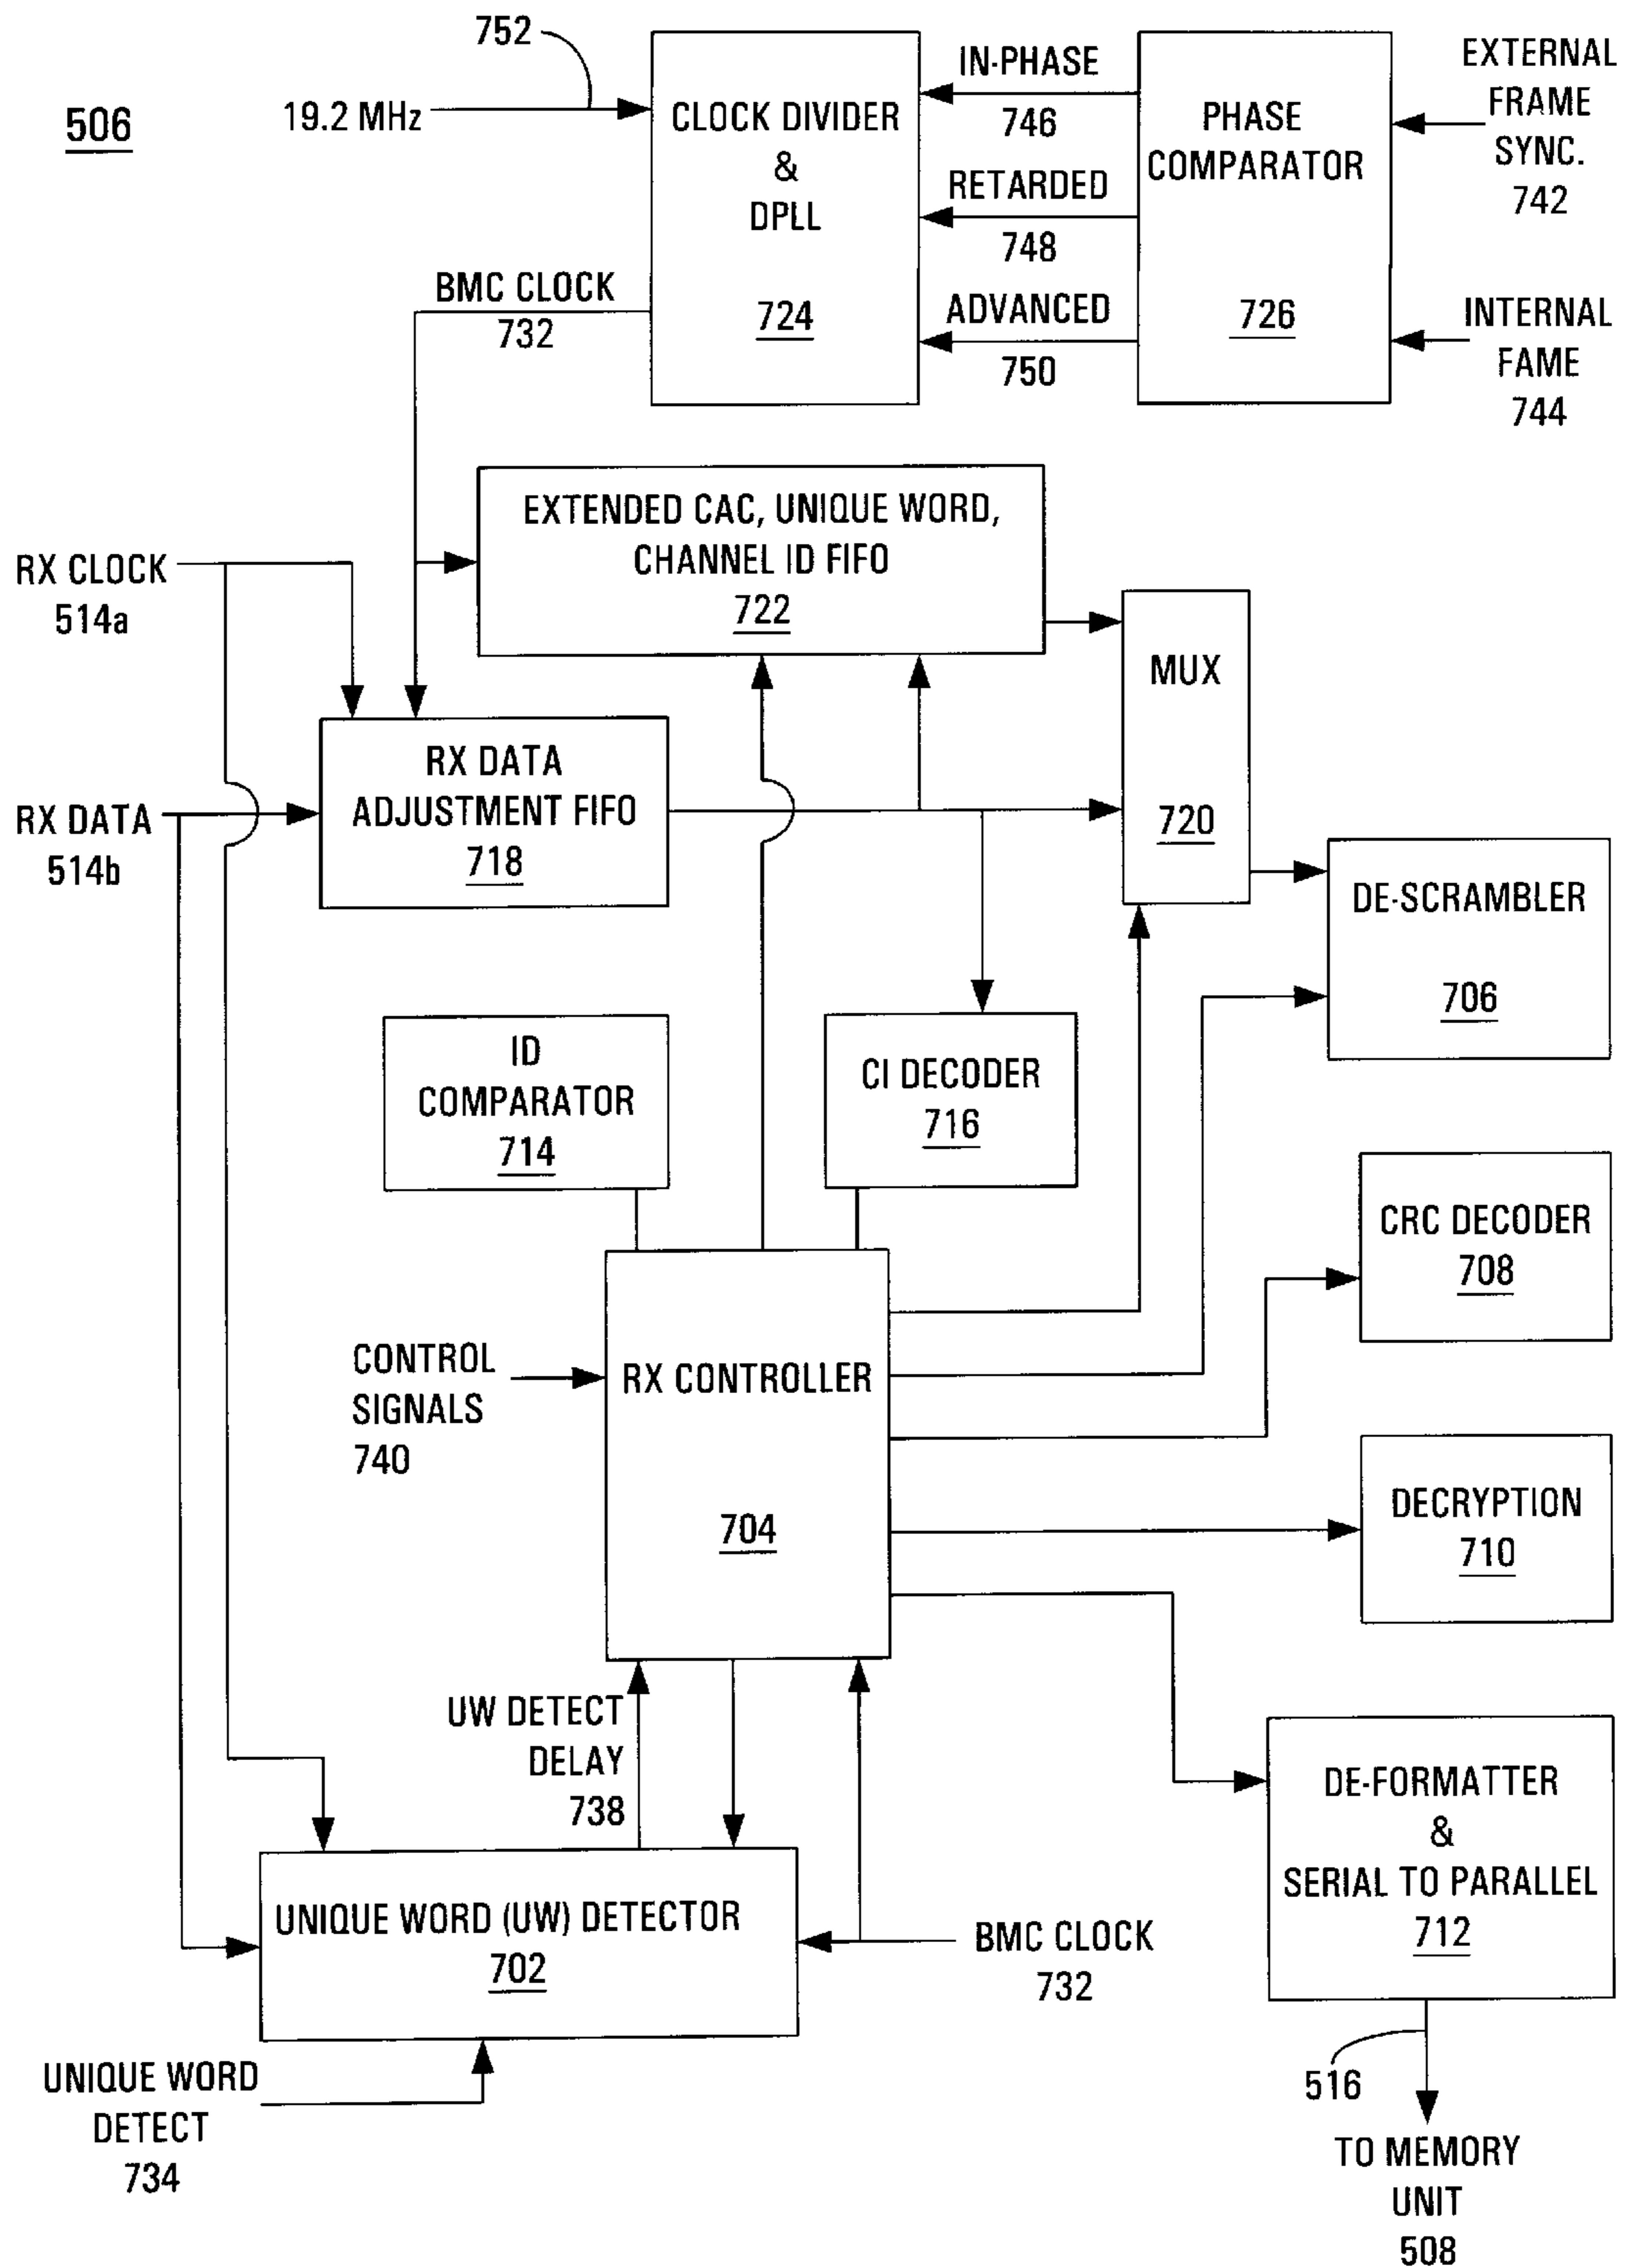 506
752
19.2 MHz
CLOCK DIVIDER
&
DPLL
724
IN-PHASE
746
RETARDED
748
ADVANCED
750
PHASE
COMPARATOR
726
EXTERNAL
FRAME
SYNC.
742
INTERNAL
FAME
744
BMC CLOCK
732
EXTENDED CAC, UNIQUE WORD,
CHANNEL ID FIFO
722
RX CLOCK
514a
MUX
720
RX DATA
514b
RX DATA
ADJUSTMENT FIFO
718
DE-SCRAMBLER
706
ID
COMPARATOR
714
CI DECODER
716
CRC DECODER
708
CONTROL
SIGNALS
740
RX CONTROLLER
704
DECRYPTION
710
UW DETECT
DELAY
738
DE-FORMATTER
&
SERIAL TO PARALLEL
712
UNIQUE WORD (UW) DETECTOR
702
BMC CLOCK
732
UNIQUE WORD
DETECT
734
516
TO MEMORY
UNIT
508